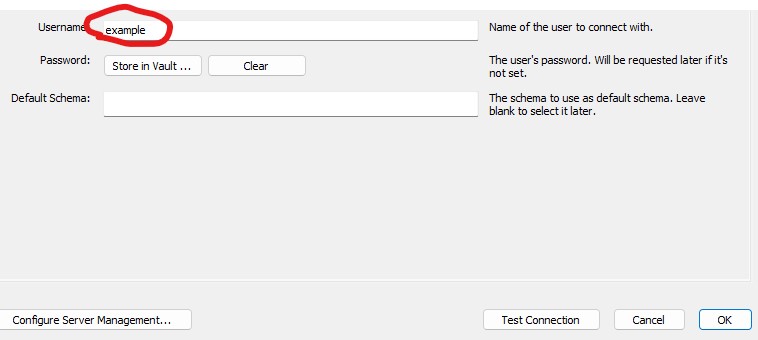 Username: example Name of the user to connect with.
Password: Store in Vault ... Clear The user's password. Will be requested later if it's
not set.
Default Schema: The schema to use as default schema. Leave
blank to select it later.
Configure Server Management... Test Connection Cancel OK